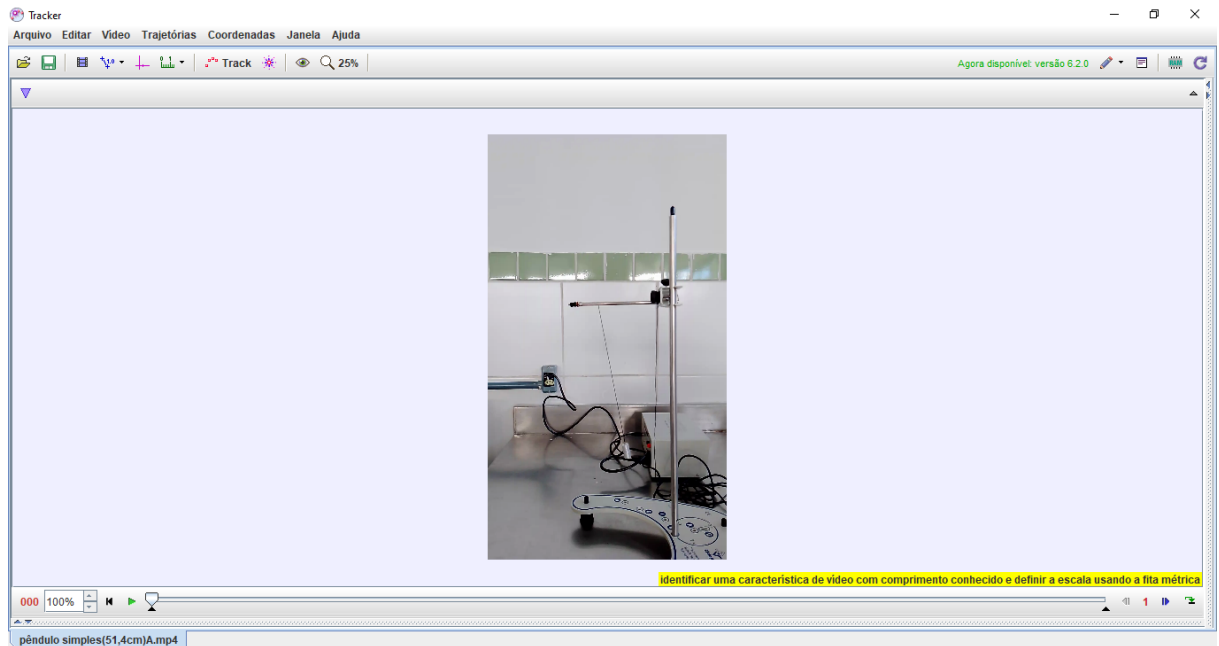 Tracker
Arquivo Editar Video Trajetórias Coordenadas Janela Ajuda
Track 25% Agora disponível: versão 6.2.0
identificar uma característica de vídeo com comprimento conhecido e definir a escala usando a fita métrica
000 100% 1
pêndulo simples(51,4cm)A.mp4